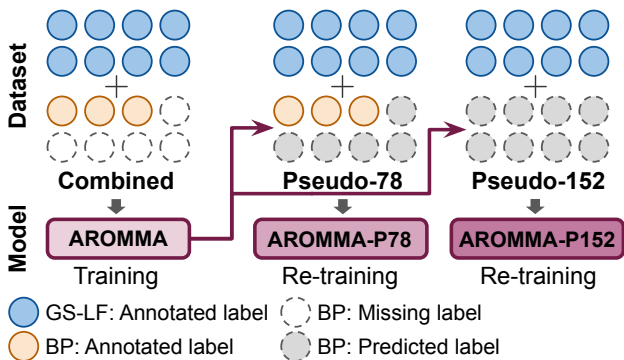 Dataset
Combined
Pseudo-78
Pseudo-152
Model
AROMMA
AROMMA-P78
AROMMA-P152
Training
Re-training
Re-training
GS-LF: Annotated label
BP: Missing label
BP: Annotated label
BP: Predicted label